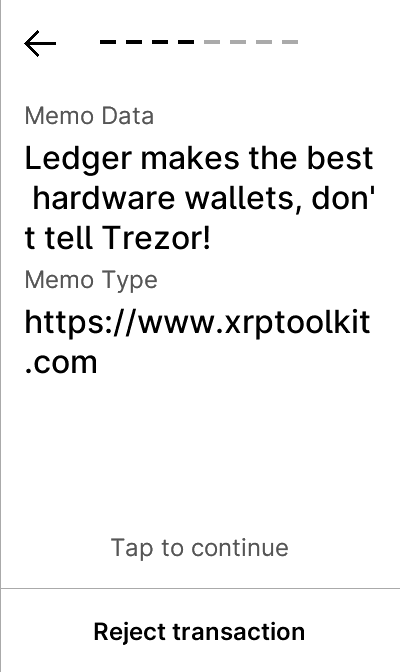 Memo Data
Ledger makes the best
hardware wallets, don'
t tell Trezor!
Memo Type
https://www.xrptoolkit
.com
Tap to continue
Reject transaction